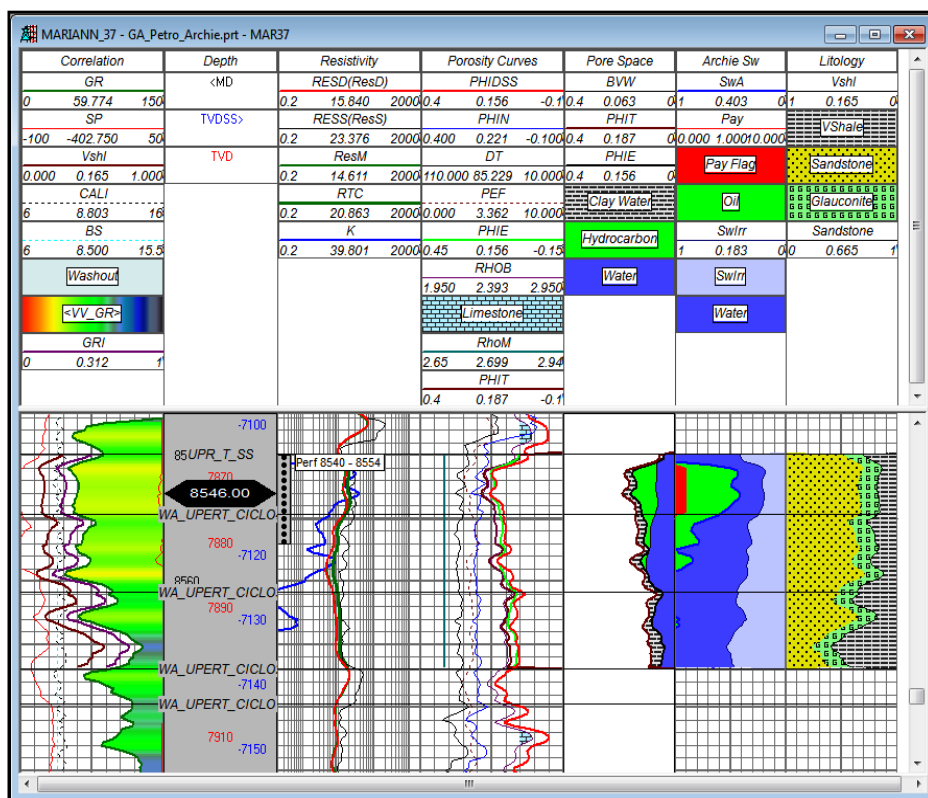 MARIANN_37 - GA_Petro_Archie.prt - MAR37
Correlation Depth Resistivity Porosity Curves Pore Space Archie Sw Litology
GR <MD RESD(ResD) PHIDSS BVW SwA Vshl
0 59.774 150 0.2 15.840 2000 0.4 0.156 -0.1 0.4 0.063 0 1 0.403 0 1 0.165 0
SP TVDSS> RESS(ResS) PHIN PHIT Pay VShale
-100 -402.750 50 0.2 23.376 2000 0.400 0.221 -0.100 0.4 0.187 0 0.000 1.000 10.000
Vshl TVD ResM DT PHIE Pay Flag Sandstone
0.000 0.165 1.000 0.2 14.611 2000 110.000 85.229 10.000 0.4 0.156 0
CALI RTC PEF Clay Water Oil Glauconite
6 8.803 16 0.2 20.863 2000 0.000 3.362 10.000
BS K PHIE Hydrocarbon SwIrr Sandstone
6 8.500 15.5 0.2 39.801 2000 0.45 0.156 -0.15 1 0.183 0 0 0.665 1
Washout RHOB Water SwIrr
1.950 2.393 2.950
<VV_GR> Limestone Water
GRI RhoM
0 0.312 1 2.65 2.699 2.94
PHIT
0.4 0.187 -0.1
-7100
85 UPR_T_SS
Perf 8540 - 8554
7870
8546.00
WA_UPERT_CICLO
7880
-7120
8560
WA_UPERT_CICLO
7890
-7130
WA_UPERT_CICLO
-7140
WA_UPERT_CICLO
7910
-7150